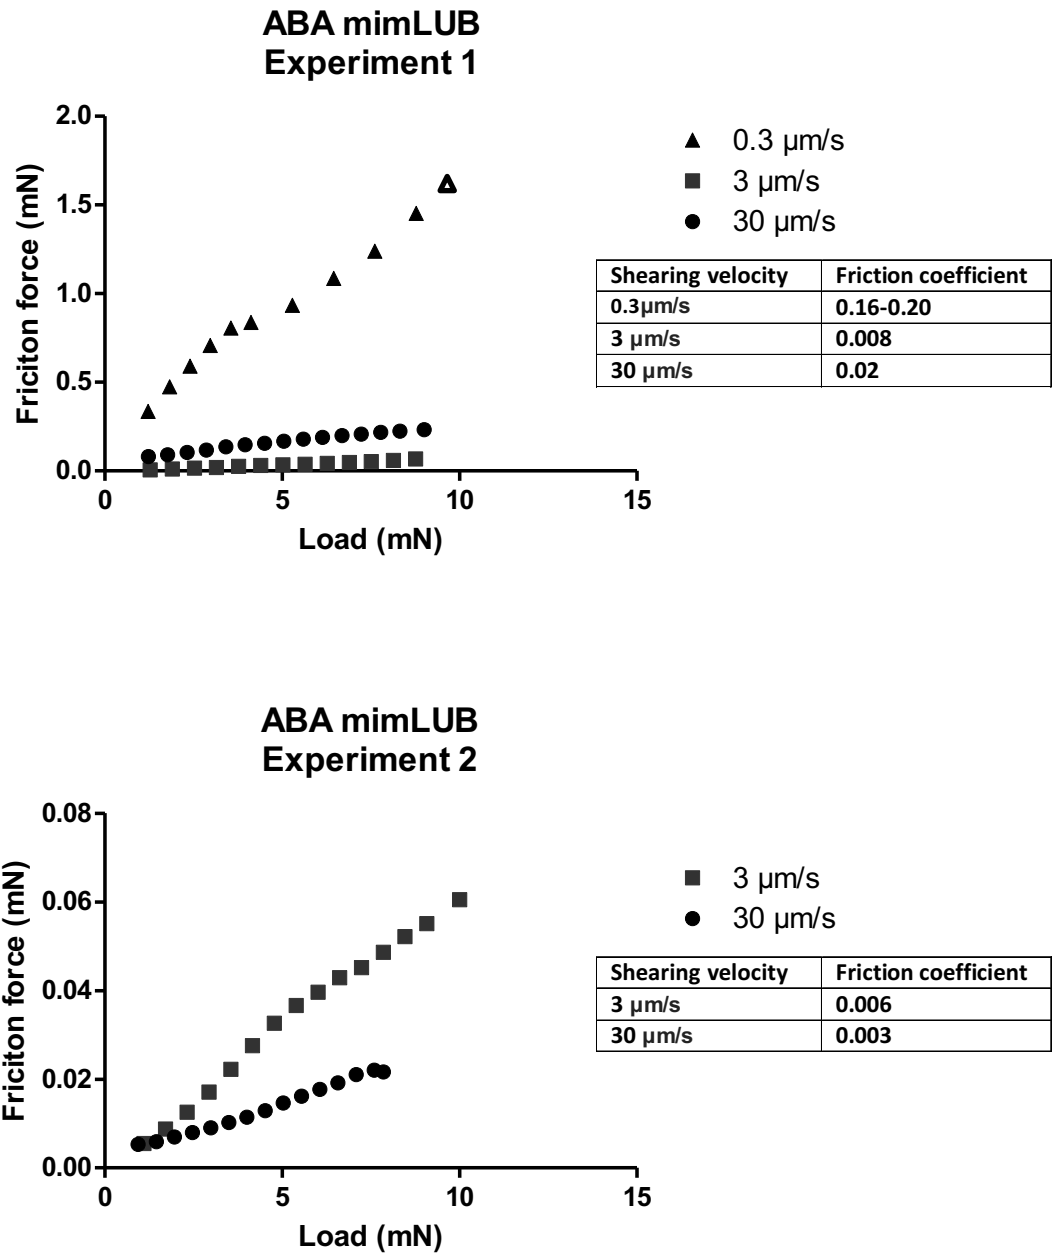 ABA mimLUB
Experiment 1
2.0
1.5
1.0
0.5
0.0
0
5
10
15
Friciton force (mN)
Load (mN)
0.3 µm/s
3 µm/s
30 µm/s
Shearing velocity Friction coefficient
0.3µm/s 0.16-0.20
3 µm/s 0.008
30 µm/s 0.02
ABA mimLUB
Experiment 2
0.08
0.06
0.04
0.02
0.00
0
5
10
15
Friciton force (mN)
Load (mN)
3 µm/s
30 µm/s
Shearing velocity Friction coefficient
3 µm/s 0.006
30 µm/s 0.003